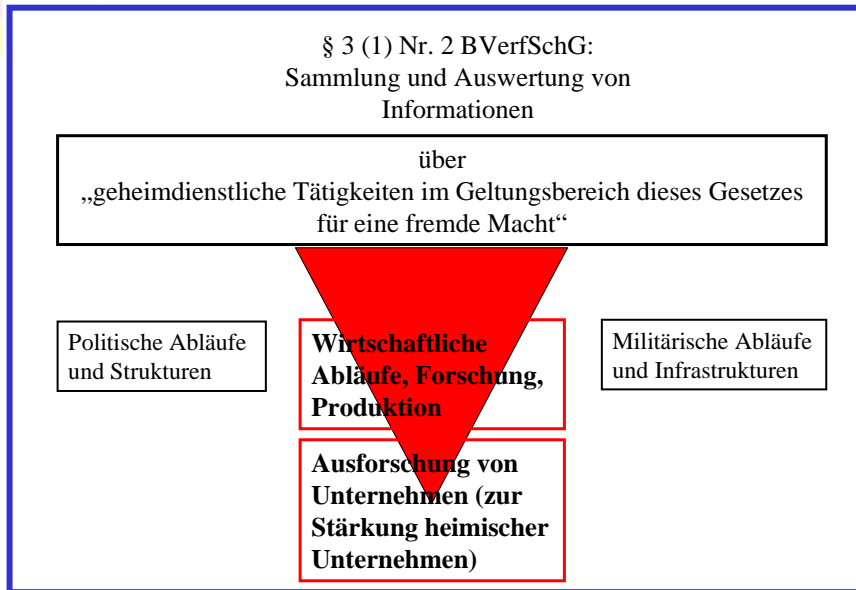 § 3 (1) Nr. 2 BVerfSchG:
Sammlung und Auswertung von
Informationen
über
„geheimdienstliche Tätigkeiten im Geltungsbereich dieses Gesetzes
für eine fremde Macht“
Politische Abläufe
und Strukturen
Wirtschaftliche
Abläufe, Forschung,
Produktion
Militärische Abläufe
und Infrastrukturen
Ausforschung von
Unternehmen (zur
Stärkung heimischer
Unternehmen)